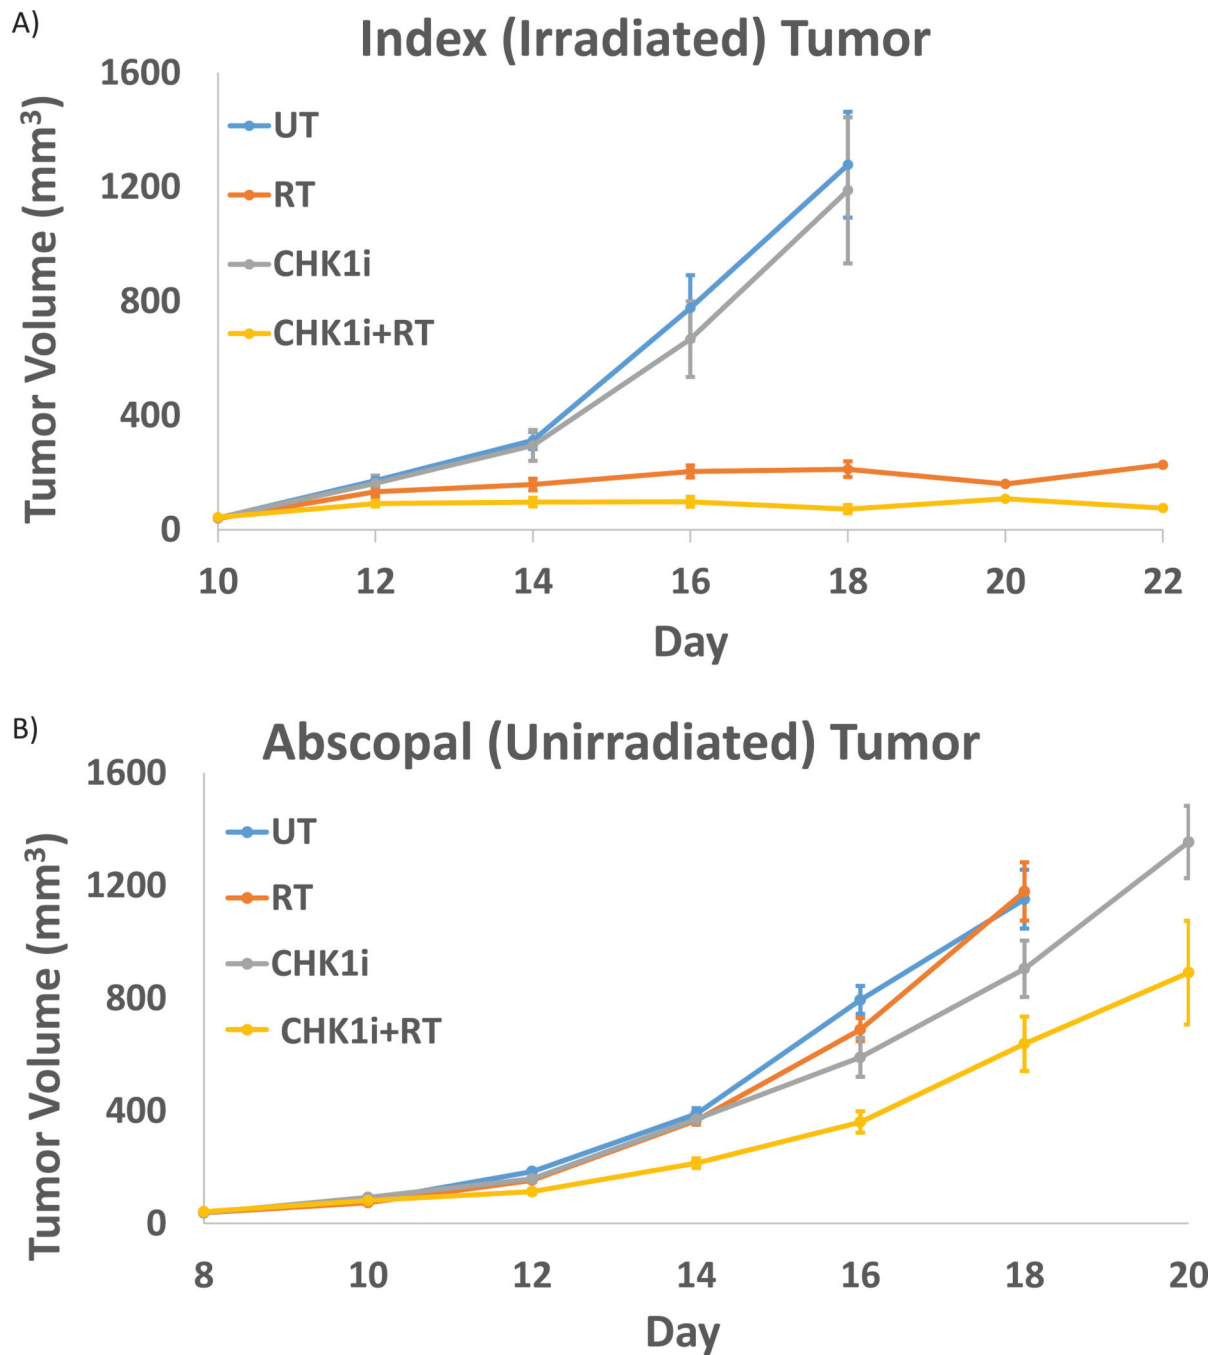 A)
Index (Irradiated) Tumor
Tumor Volume (mm³)
1600
1200
800
400
0
UT
RT
CHK1i
CHK1i+RT
10 12 14 16 18 20 22
Day
B)
Abscopal (Unirradiated) Tumor
Tumor Volume (mm³)
1600
1200
800
400
0
UT
RT
CHK1i
CHK1i+RT
8 10 12 14 16 18 20
Day